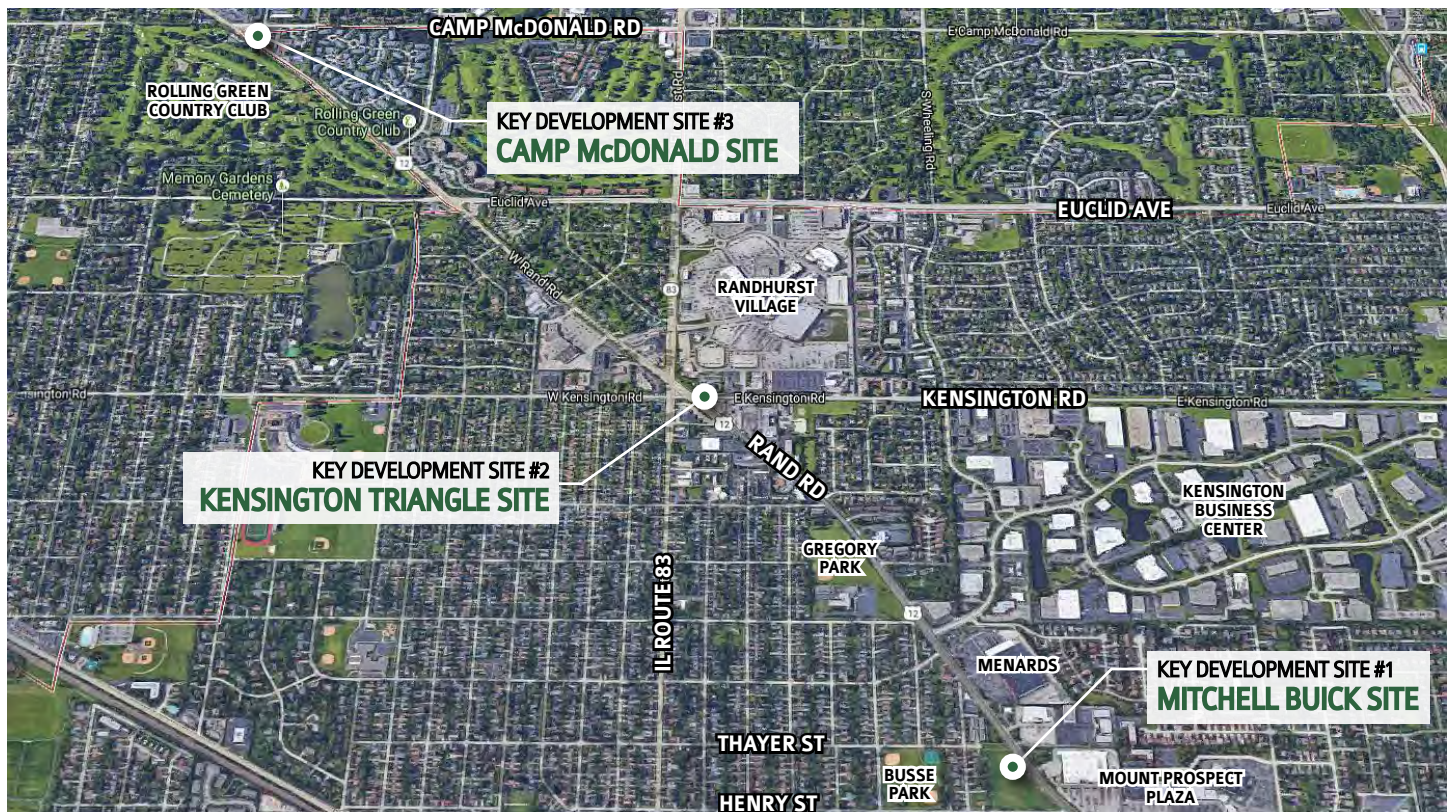 CAMP McDONALD RD
E Camp McDonald Rd
ROLLING GREEN
COUNTRY CLUB
Rolling Green
Country Club
KEY DEVELOPMENT SITE #3
CAMP McDONALD SITE
S Wheeling Rd
12
Memory Gardens
Cemetery
Euclid Ave
EUCLID AVE
Euclid Ave
W Rand Rd
83
RANDHURST
VILLAGE
W Kensington Rd
E Kensington Rd
KENSINGTON RD
E Kensington Rd
12
RAND RD
KEY DEVELOPMENT SITE #2
KENSINGTON TRIANGLE SITE
KENSINGTON
BUSINESS
CENTER
GREGORY
PARK
IL ROUTE 83
12
MENARDS
KEY DEVELOPMENT SITE #1
MITCHELL BUICK SITE
THAYER ST
BUSSE
PARK
MOUNT PROSPECT
PLAZA
HENRY ST